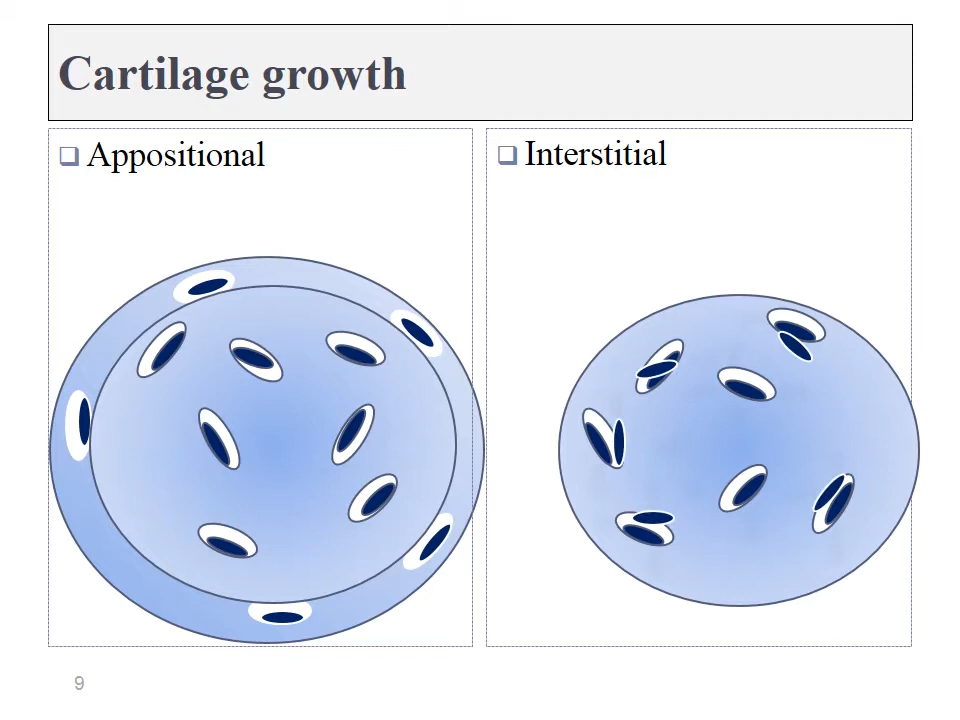 Cartilage growth
❑ Appositional
❑ Interstitial
9